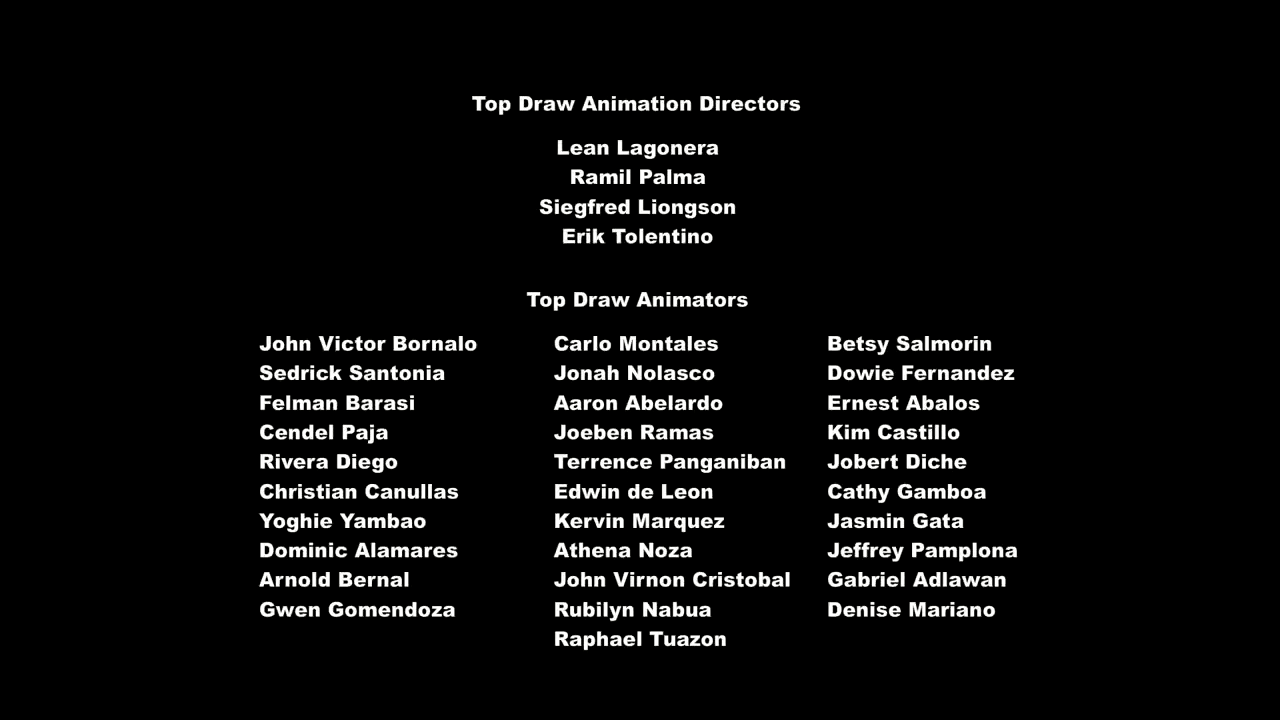 Top Draw Animation Directors
Lean Lagonera
Ramil Palma
Siegfred Liongson
Erik Tolentino
Top Draw Animators
John Victor Bornalo
Sedrick Santonia
Felman Barasi
Cendel Paja
Rivera Diego
Christian Canullas
Yoghie Yambao
Dominic Alamares
Arnold Bernal
Gwen Gomendoza
Carlo Montales
Jonah Nolasco
Aaron Abelardo
Joeben Ramas
Terrence Panganiban
Edwin de Leon
Kervin Marquez
Athena Noza
John Virnon Cristobal
Rubilyn Nabua
Raphael Tuazon
Betsy Salmorin
Dowie Fernandez
Ernest Abalos
Kim Castillo
Jobert Diche
Cathy Gamboa
Jasmin Gata
Jeffrey Pamplona
Gabriel Adlawan
Denise Mariano